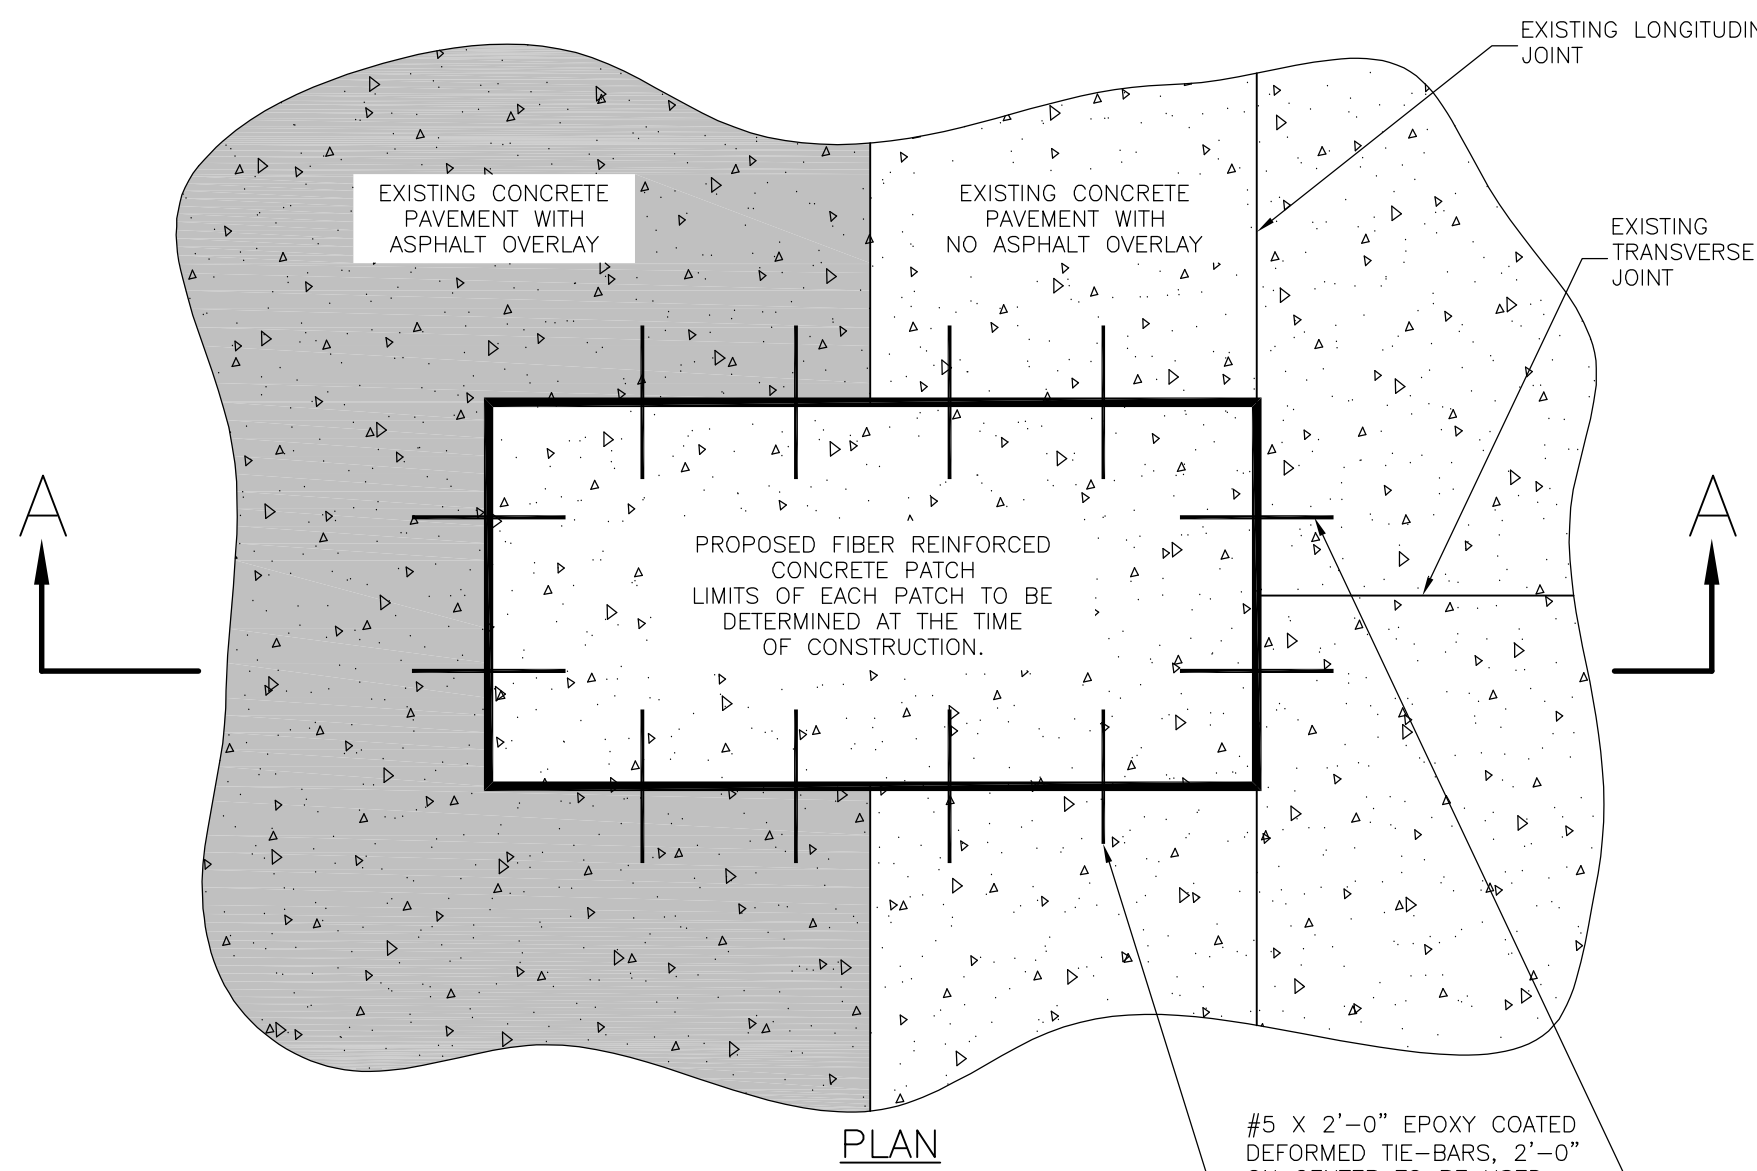 EXISTING LONGITUDIN
JOINT
EXISTING CONCRETE
PAVEMENT WITH
ASPHALT OVERLAY
EXISTING CONCRETE
PAVEMENT WITH
NO ASPHALT OVERLAY
EXISTING
TRANSVERSE
JOINT
A
A
PROPOSED FIBER REINFORCED
CONCRETE PATCH
LIMITS OF EACH PATCH TO BE
DETERMINED AT THE TIME
OF CONSTRUCTION.
PLAN
#5 X 2'-0" EPOXY COATED
DEFORMED TIE-BARS, 2'-0"